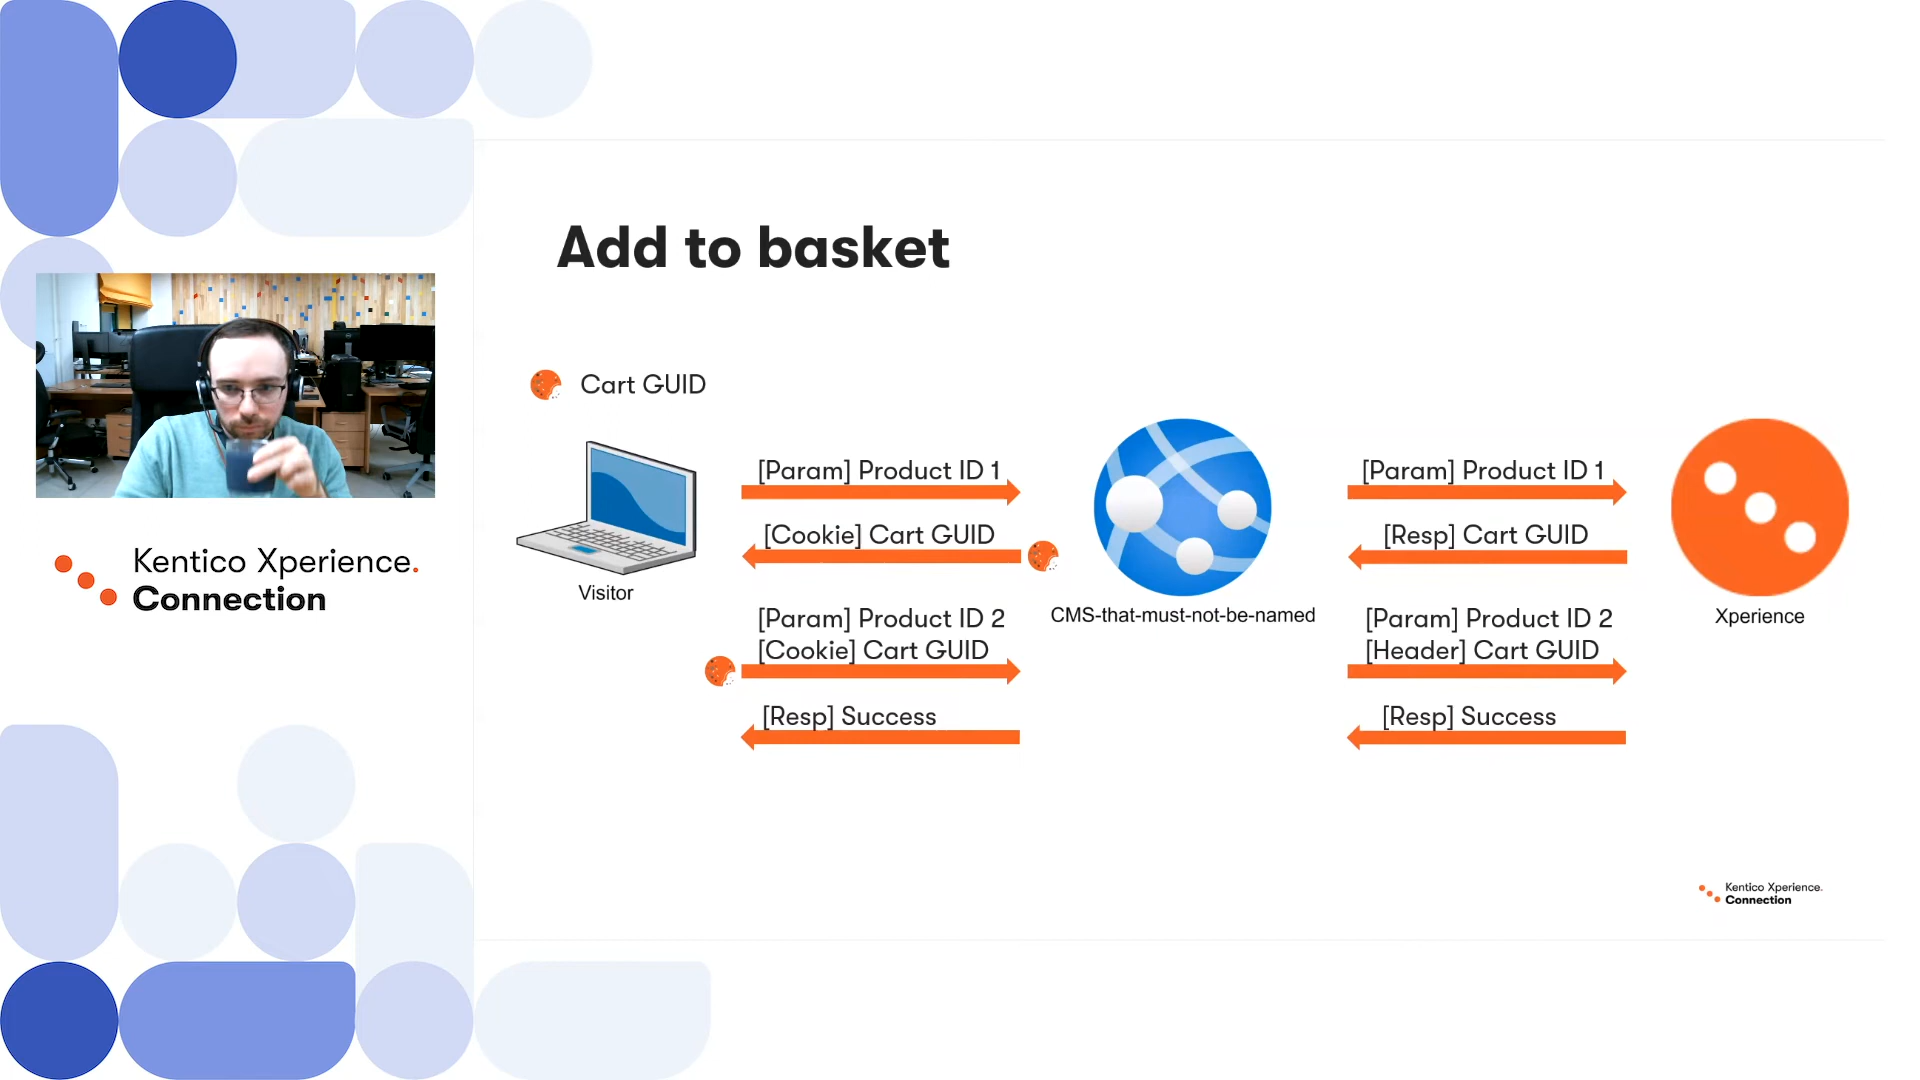 Add to basket
Cart GUID
[Param] Product ID 1
[Cookie] Cart GUID
[Param] Product ID 2
[Cookie] Cart GUID
[Resp] Success
Visitor
CMS-that-must-not-be-named
[Param] Product ID 1
[Resp] Cart GUID
[Param] Product ID 2
[Header] Cart GUID
[Resp] Success
Xperience
Kentico Xperience.
Connection
Kentico Xperience.
Connection